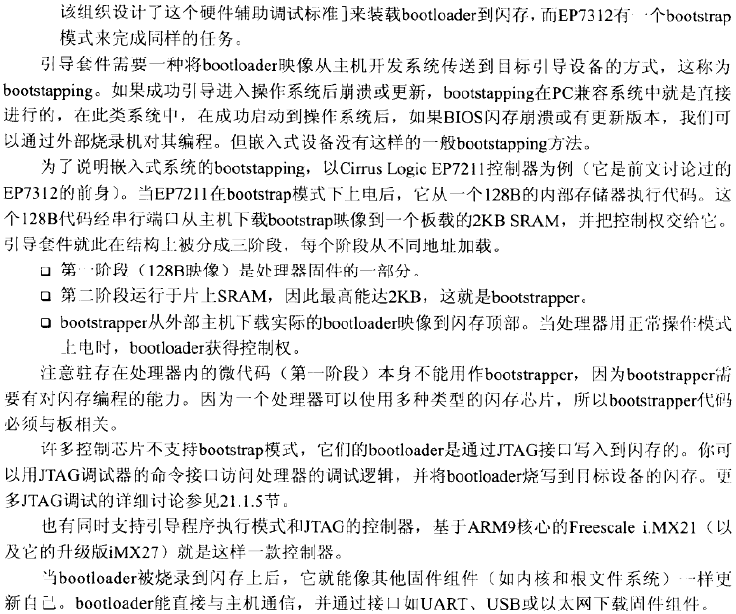 该组织设计了这个硬件辅助调试标准]来装载bootloader到闪存,而EP7312有一个bootstrap
模式来完成同样的任务。
引导套件需要一种将bootloader映像从主机开发系统传送到目标引导设备的方式,这称为
bootstapping。如果成功引导进入操作系统后崩溃或更新,bootstapping在PC兼容系统中就是直接
进行的,在此类系统中,在成功启动到操作系统后,如果BIOS闪存崩溃或有更新版本,我们可
以通过外部烧录机对其编程。但嵌入式设备没有这样的一般bootstapping方法。
为了说明嵌入式系统的bootstapping,以Cirrus Logic EP7211控制器为例(它是前文讨论过的
EP7312的前身)。当EP7211在bootstrap模式下上电后,它从一个128B的内部存储器执行代码。这
个128B代码经串行端口从主机下载bootstrap映像到一个板载的2KB SRAM,并把控制权交给它。
引导套件就此在结构上被分成三阶段,每个阶段从不同地址加载。
❑ 第一阶段(128B映像)是处理器固件的一部分。
❑ 第二阶段运行于片上SRAM,因此最高能达2KB,这就是bootstrapper。
❑ bootstrapper从外部主机下载实际的bootloader映像到闪存顶部。当处理器用正常操作模式
上电时,bootloader获得控制权。
注意驻存在处理器内的微代码(第一阶段)本身不能用作bootstrapper,因为bootstrapper需
要有对闪存编程的能力。因为一个处理器可以使用多种类型的闪存芯片,所以bootstrapper代码
必须与板相关。
许多控制芯片不支持bootstrap模式,它们的bootloader是通过JTAG接口写入到闪存的。你可
以用JTAG调试器的命令接口访问处理器的调试逻辑,并将bootloader烧写到目标设备的闪存。更
多JTAG调试的详细讨论参见21.1.5节。
也有同时支持引导程序执行模式和JTAG的控制器,基于ARM9核心的Freescale i.MX21(以
及它的升级版iMX27)就是这样一款控制器。
当bootloader被烧录到闪存上后,它就能像其他固件组件(如内核和根文件系统)一样更
新自己。bootloader能直接与主机通信,并通过接口如UART、USB或以太网下载固件组件。